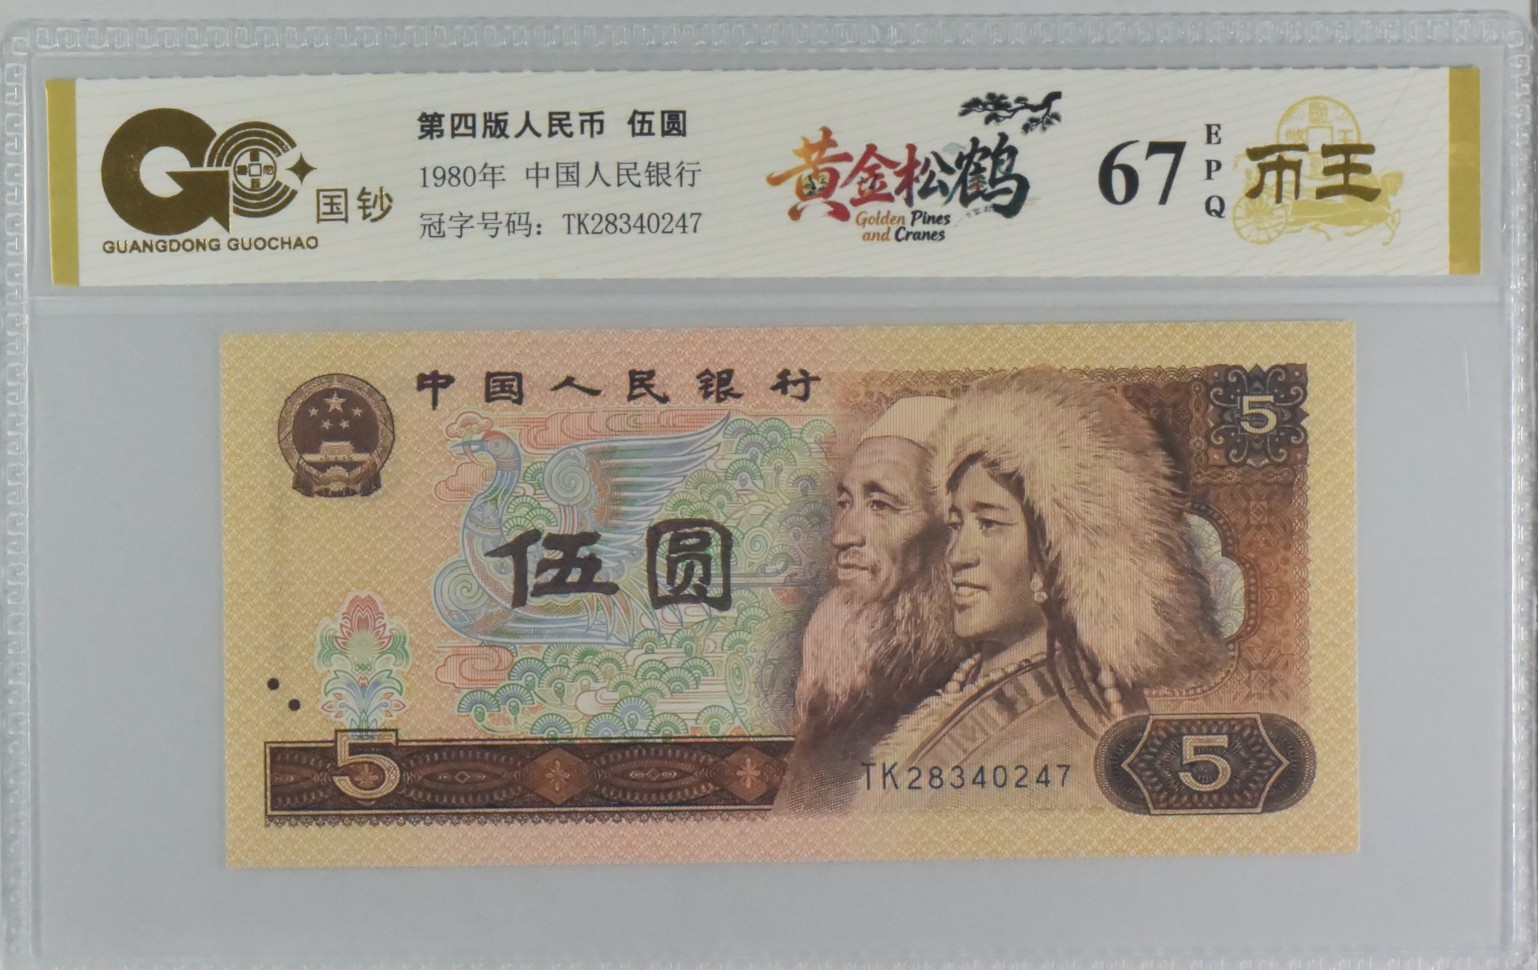 GUANGDONG GUOCHAO
国钞
第四版人民币 伍圆
1980年 中国人民银行
冠字号码：TK28340247
黄金松鹤
Golden Pines
and Cranes
67
EPQ
币王
中国人民银行
5
伍圆
5
TK28340247
5